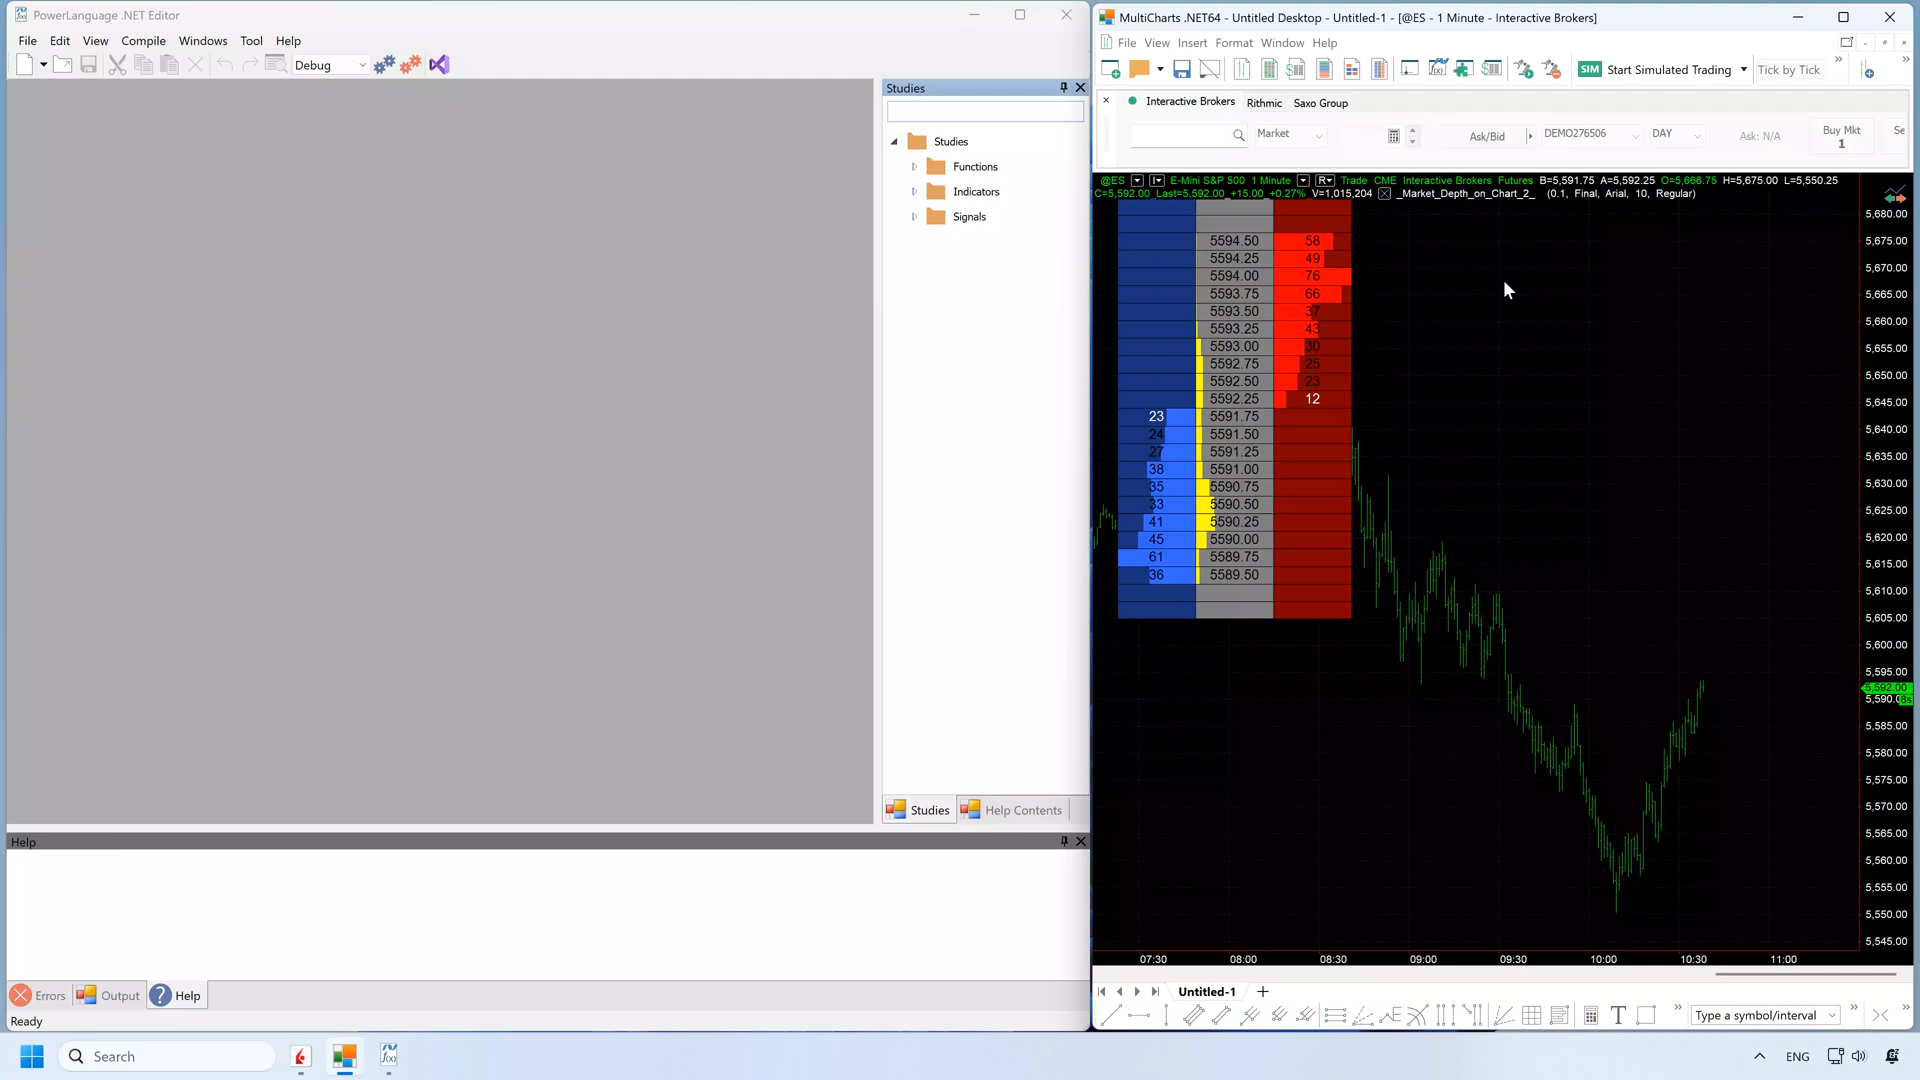 PowerLanguage .NET Editor
File Edit View Compile Windows Tool Help
Debug
Studies
Studies
Functions
Indicators
Signals
Studies Help Contents
Help
Errors Output Help
Ready
MultiCharts .NET64 - Untitled Desktop - Untitled-1 - [@ES - 1 Minute - Interactive Brokers]
File View Insert Format Window Help
SIM Start Simulated Trading Tick by Tick
Interactive Brokers Rithmic Saxo Group
Market Ask/Bid DEMO276506 DAY Ask: N/A Buy Mkt Se
1
@ES E-Mini S&P 500 1 Minute R Trade CME Interactive Brokers Futures B=5,591.75 A=5,592.25 O=5,666.75 H=5,675.00 L=5,550.25
C=5,592.00 Last=5,592.00 +15.00 +0.27% V=1,015,204 _Market_Depth_on_Chart_2_ (0.1, Final, Arial, 10, Regular)
5594.50 58
5594.25 49
5594.00 76
5593.75 66
5593.50 37
5593.25 43
5593.00 30
5592.75 25
5592.50 23
5592.25 12
23 5591.75
24 5591.50
27 5591.25
38 5591.00
35 5590.75
33 5590.50
41 5590.25
45 5590.00
61 5589.75
36 5589.50
5,680.00
5,675.00
5,670.00
5,665.00
5,660.00
5,655.00
5,650.00
5,645.00
5,640.00
5,635.00
5,630.00
5,625.00
5,620.00
5,615.00
5,610.00
5,605.00
5,600.00
5,595.00
5,592.00
5,590.0
5,585.00
5,580.00
5,575.00
5,570.00
5,565.00
5,560.00
5,555.00
5,550.00
5,545.00
07:30 08:00 08:30 09:00 09:30 10:00 10:30 11:00
Untitled-1
Type a symbol/interval
Search
ENG